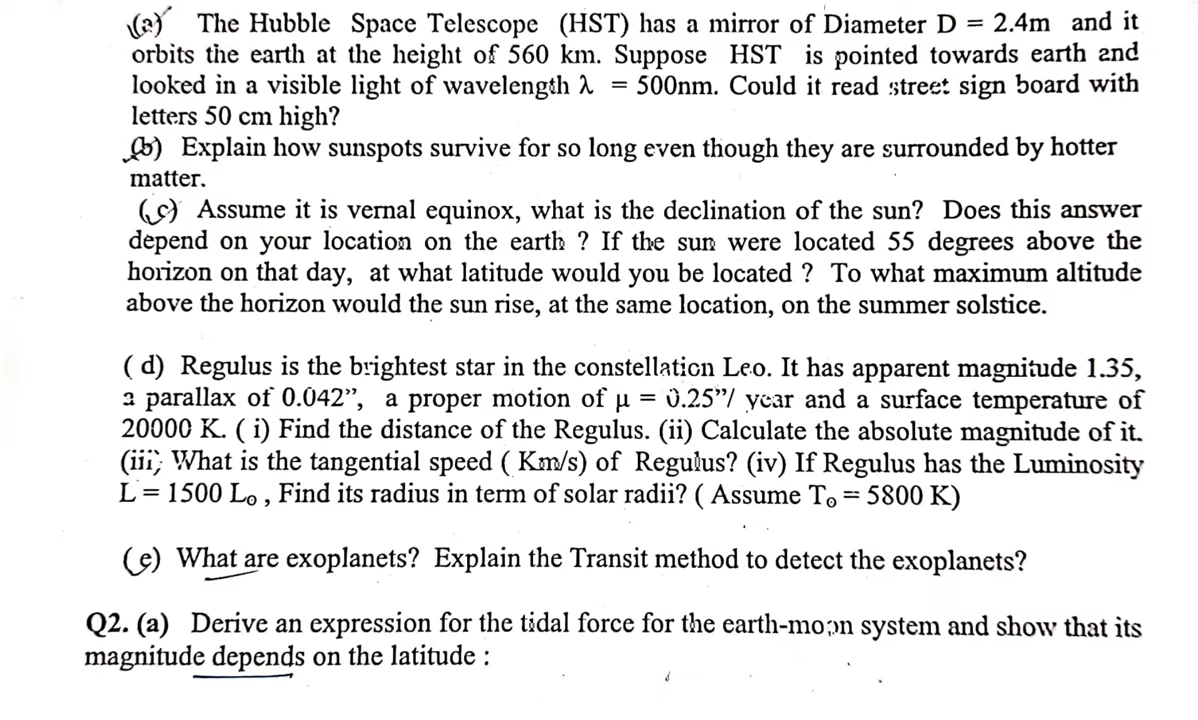 (a) The Hubble Space Telescope (HST) has a mirror of Diameter D = 2.4m and it
orbits the earth at the height of 560 km. Suppose HST is pointed towards earth and
looked in a visible light of wavelength λ = 500nm. Could it read street sign board with
letters 50 cm high?
(b) Explain how sunspots survive for so long even though they are surrounded by hotter
matter.
(c) Assume it is vernal equinox, what is the declination of the sun? Does this answer
depend on your location on the earth ? If the sun were located 55 degrees above the
horizon on that day, at what latitude would you be located ? To what maximum altitude
above the horizon would the sun rise, at the same location, on the summer solstice.
( d) Regulus is the brightest star in the constellation Leo. It has apparent magnitude 1.35,
a parallax of 0.042”, a proper motion of μ = 0.25”/ year and a surface temperature of
20000 K. ( i) Find the distance of the Regulus. (ii) Calculate the absolute magnitude of it.
(iii) What is the tangential speed ( Km/s) of Regulus? (iv) If Regulus has the Luminosity
L = 1500 L⊙ , Find its radius in term of solar radii? ( Assume T⊙ = 5800 K)
(e) What are exoplanets? Explain the Transit method to detect the exoplanets?
Q2. (a) Derive an expression for the tidal force for the earth-moon system and show that its
magnitude depends on the latitude :